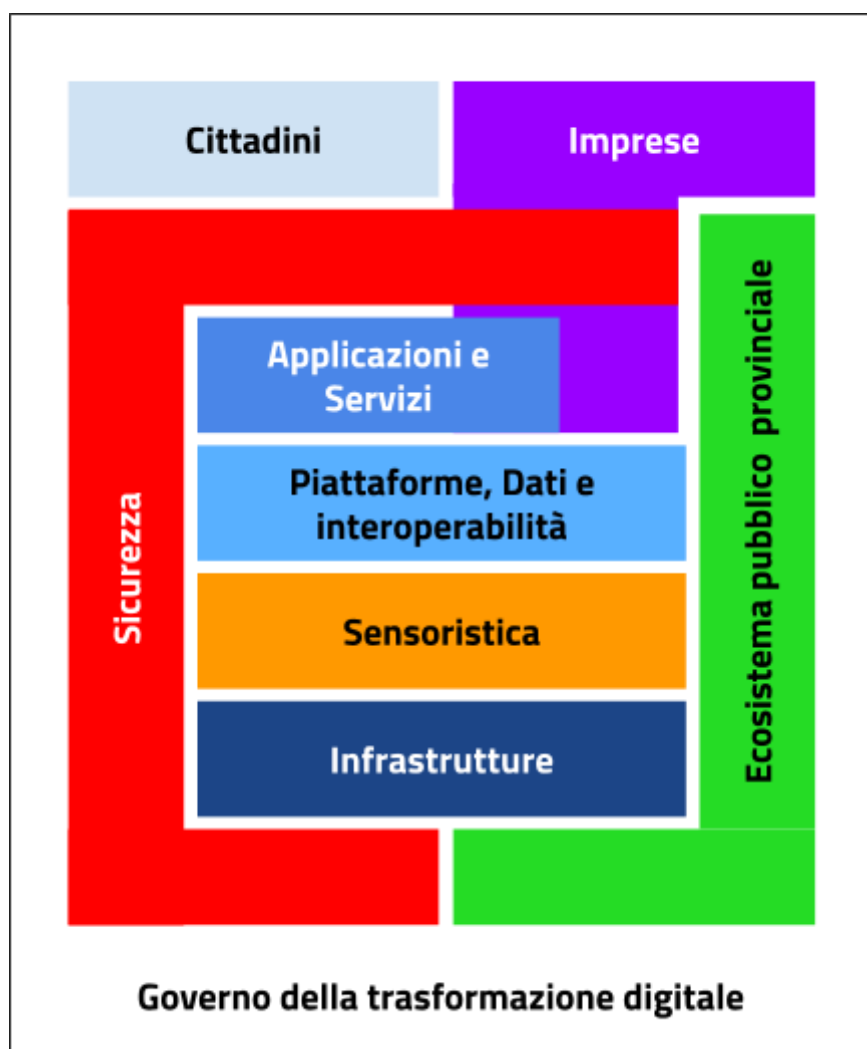 Cittadini
Imprese
Applicazioni e
Servizi
Piattaforme, Dati e
interoperabilità
Sensoristica
Infrastrutture
Sicurezza
Ecosistema pubblico provinciale
Governo della trasformazione digitale